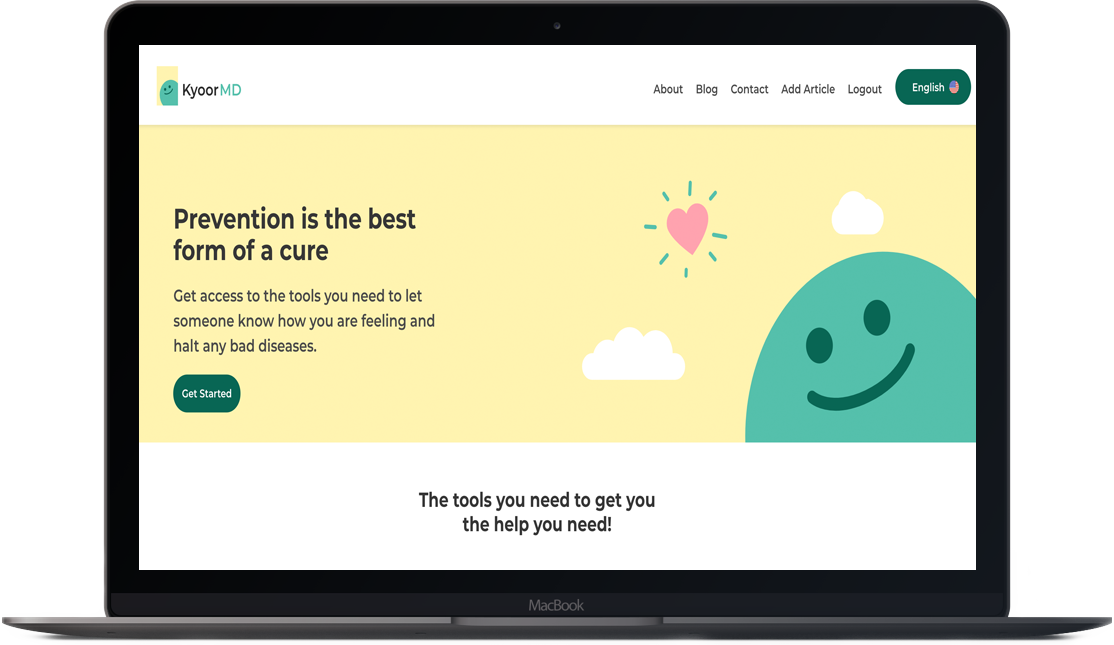 KyoorMD
About Blog Contact Add Article Logout English
Prevention is the best
form of a cure
Get access to the tools you need to let
someone know how you are feeling and
halt any bad diseases.
Get Started
The tools you need to get you
the help you need!
MacBook